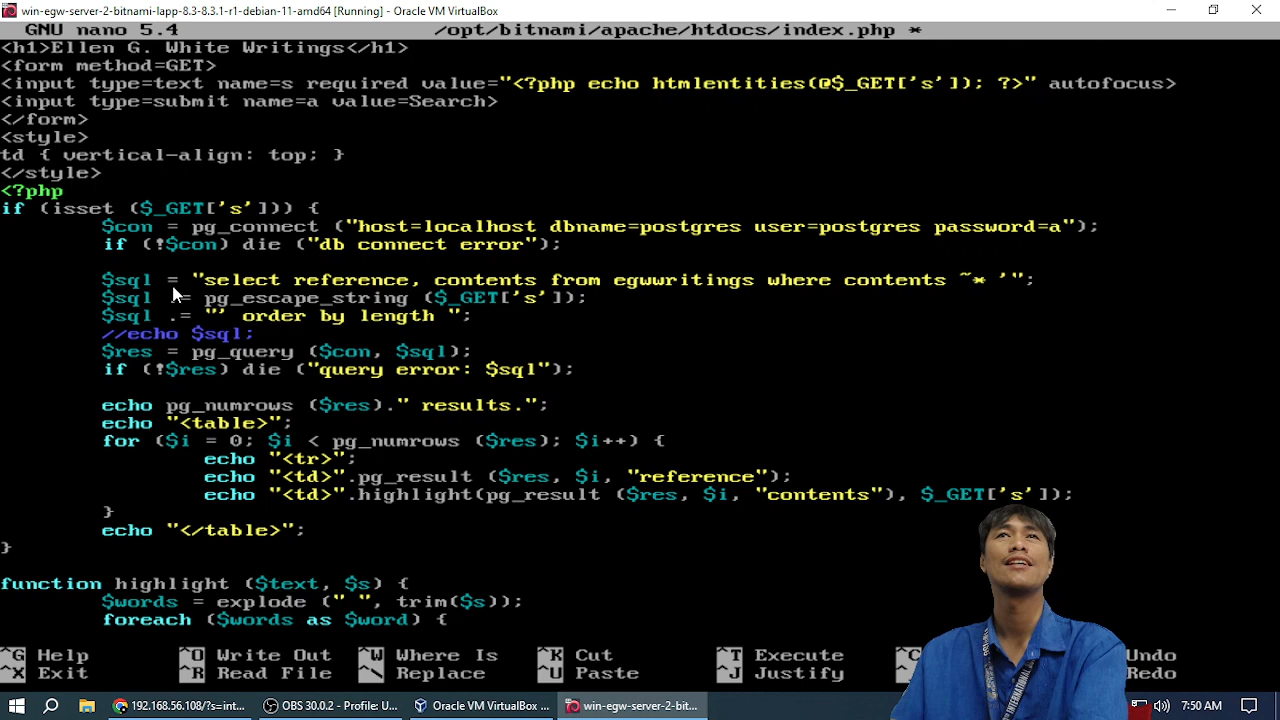 win-egw-server-2-bitnami-lapp-8.3-8.3.1-r1-debian-11-amd64 [Running] - Oracle VM VirtualBox
GNU nano 5.4 /opt/bitnami/apache/htdocs/index.php *
<h1>Ellen G. White Writings</h1>
<form method=GET>
<input type=text name=s required value="<?php echo htmlentities(@$_GET['s']); ?>" autofocus>
<input type=submit name=a value=Search>
</form>
<style>
td { vertical-align: top; }
</style>
<?php
if (isset ($_GET['s'])) {
$con = pg_connect ("host=localhost dbname=postgres user=postgres password=a");
if (!$con) die ("db connect error");
$sql = "select reference, contents from egwwritings where contents ~* '";
$sql .= pg_escape_string ($_GET['s']);
$sql .= "' order by length ";
//echo $sql;
$res = pg_query ($con, $sql);
if (!$res) die ("query error: $sql");
echo pg_numrows ($res)." results.";
echo "<table>";
for ($i = 0; $i < pg_numrows ($res); $i++) {
echo "<tr>";
echo "<td>".pg_result ($res, $i, "reference");
echo "<td>".highlight(pg_result ($res, $i, "contents"), $_GET['s']);
}
echo "</table>";
}
function highlight ($text, $s) {
$words = explode (" ", trim($s));
foreach ($words as $word) {
^G Help ^O Write Out ^W Where Is ^K Cut ^T Execute ^C Undo
^X Exit ^R Read File ^\ Replace ^U Paste ^J Justify Redo
192.168.56.108/?s=int... OBS 30.0.2 - Profile: U... Oracle VM VirtualBox ... win-egw-server-2-bit... 7:50 AM